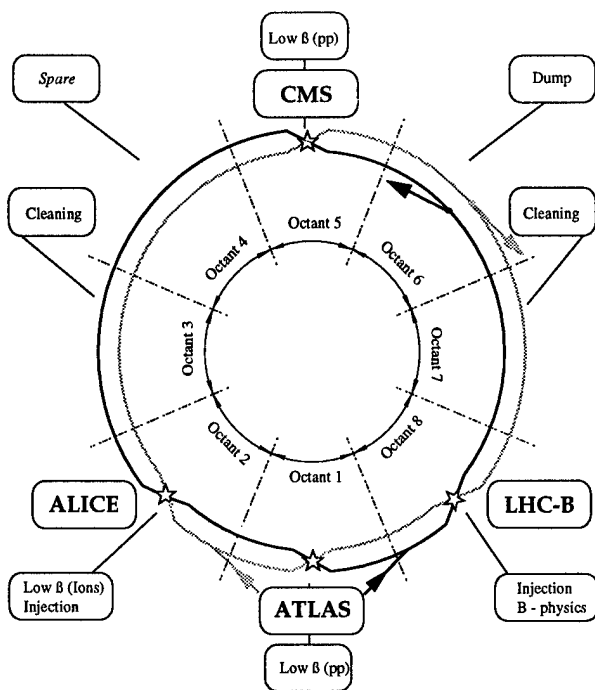 Low ß (pp)
Spare
CMS
Dump
Cleaning
Cleaning
Octant 5
Octant 4
Octant 6
Octant 3
Octant 7
Octant 2
Octant 8
Octant 1
ALICE
LHC-B
Low ß (Ions)
Injection
ATLAS
Injection
B - physics
Low ß (pp)